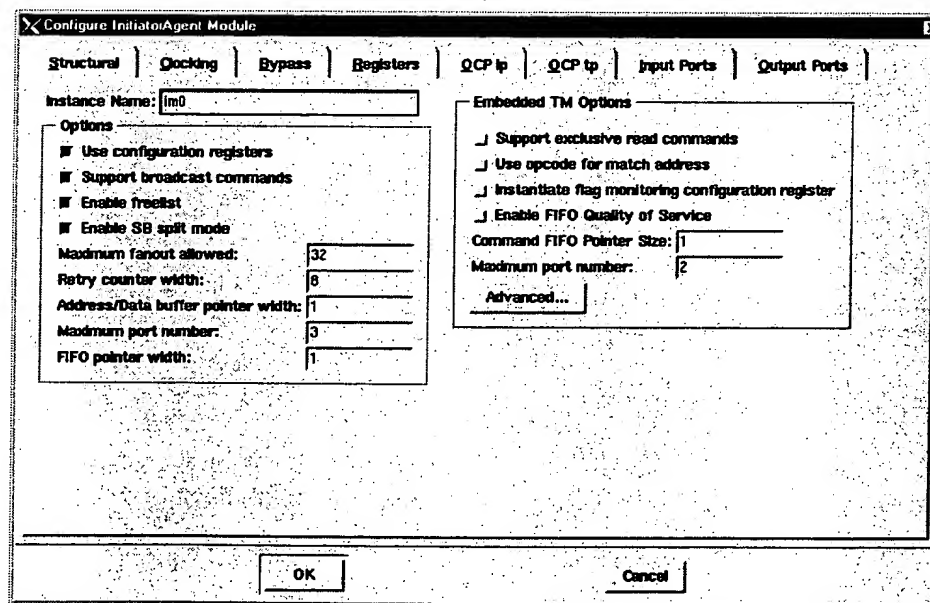 Configure InitiatorAgent Module
Structural Clocking Bypass Registers OCP ip OCP tp Input Ports Output Ports
Instance Name: im0
Options
Use configuration registers
Support broadcast commands
Enable freelist
Enable SB split mode
Maximum fanout allowed: 32
Retry counter width: 8
Address/Data buffer pointer width: 1
Maximum port number: 3
FIFO pointer width: 1
Embedded TM Options
Support exclusive read commands
Use opcode for match address
Instantiate flag monitoring configuration register
Enable FIFO Quality of Service
Command FIFO Pointer Size: 1
Maximum port number: 2
Advanced...
OK Cancel